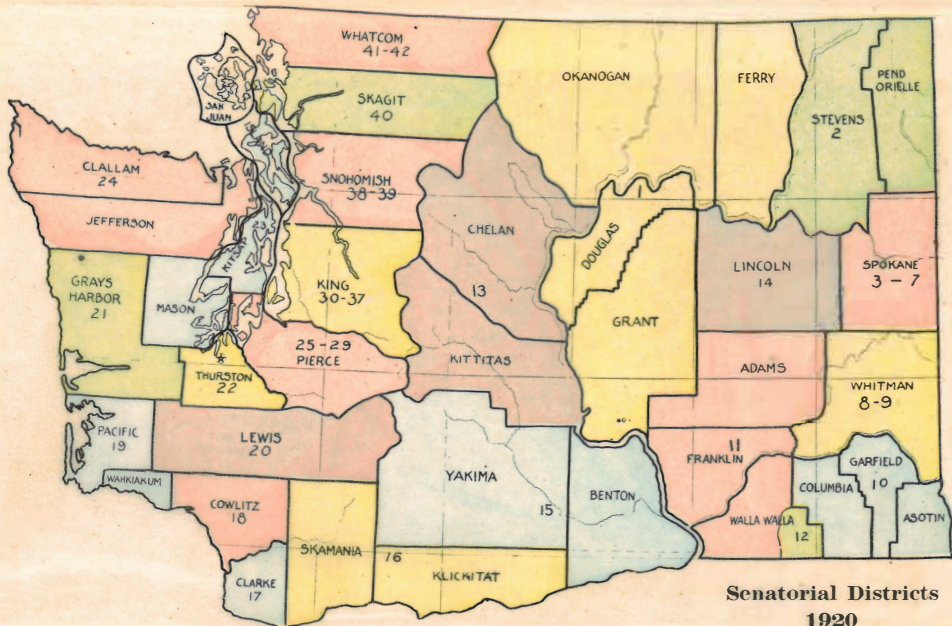 WHATCOM
41-42
OKANOGAN
FERRY
PEND
ORIELLE
STEVENS
2
SAN
JUAN
SKAGIT
40
CLALLAM
24
SNOHOMISH
38-39
JEFFERSON
CHELAN
1
DOUGLAS
KITSAP
23
GRAYS
HARBOR
21
MASON
KING
30-37
13
LINCOLN
14
SPOKANE
3 - 7
GRANT
25-29
PIERCE
KITTITAS
THURSTON
22
ADAMS
WHITMAN
8-9
PACIFIC
19
LEWIS
20
11
FRANKLIN
GARFIELD
10
WAHKIAKUM
YAKIMA
15
BENTON
COLUMBIA
ASOTIN
COWLITZ
18
SKAMANIA
WALLA WALLA
12
16
KLICKITAT
CLARKE
17
Senatorial Districts
1920